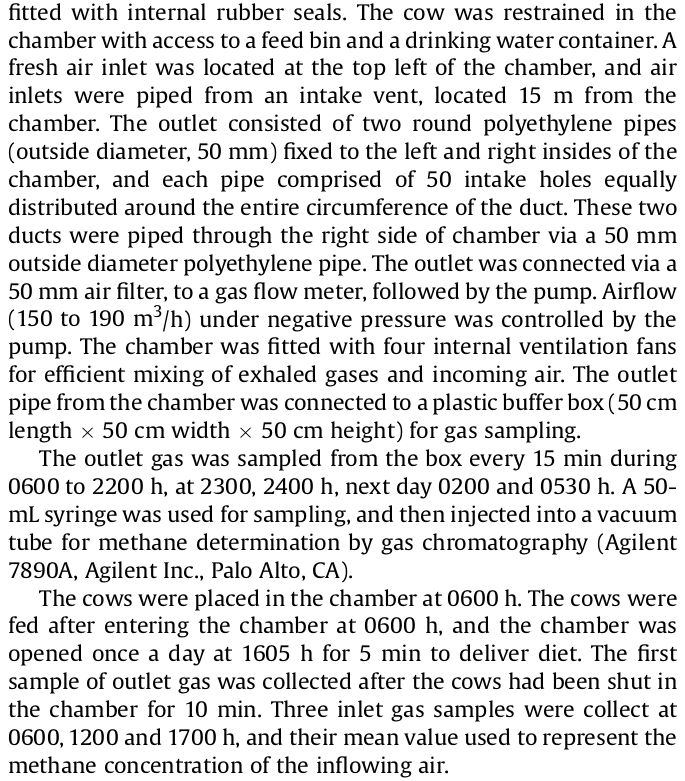 fitted with internal rubber seals. The cow was restrained in the
chamber with access to a feed bin and a drinking water container. A
fresh air inlet was located at the top left of the chamber, and air
inlets were piped from an intake vent, located 15 m from the
chamber. The outlet consisted of two round polyethylene pipes
(outside diameter, 50 mm) fixed to the left and right insides of the
chamber, and each pipe comprised of 50 intake holes equally
distributed around the entire circumference of the duct. These two
ducts were piped through the right side of chamber via a 50 mm
outside diameter polyethylene pipe. The outlet was connected via a
50 mm air filter, to a gas flow meter, followed by the pump. Airflow
(150 to 190 m³/h) under negative pressure was controlled by the
pump. The chamber was fitted with four internal ventilation fans
for efficient mixing of exhaled gases and incoming air. The outlet
pipe from the chamber was connected to a plastic buffer box (50 cm
length × 50 cm width × 50 cm height) for gas sampling.
The outlet gas was sampled from the box every 15 min during
0600 to 2200 h, at 2300, 2400 h, next day 0200 and 0530 h. A 50-
mL syringe was used for sampling, and then injected into a vacuum
tube for methane determination by gas chromatography (Agilent
7890A, Agilent Inc., Palo Alto, CA).
The cows were placed in the chamber at 0600 h. The cows were
fed after entering the chamber at 0600 h, and the chamber was
opened once a day at 1605 h for 5 min to deliver diet. The first
sample of outlet gas was collected after the cows had been shut in
the chamber for 10 min. Three inlet gas samples were collect at
0600, 1200 and 1700 h, and their mean value used to represent the
methane concentration of the inflowing air.